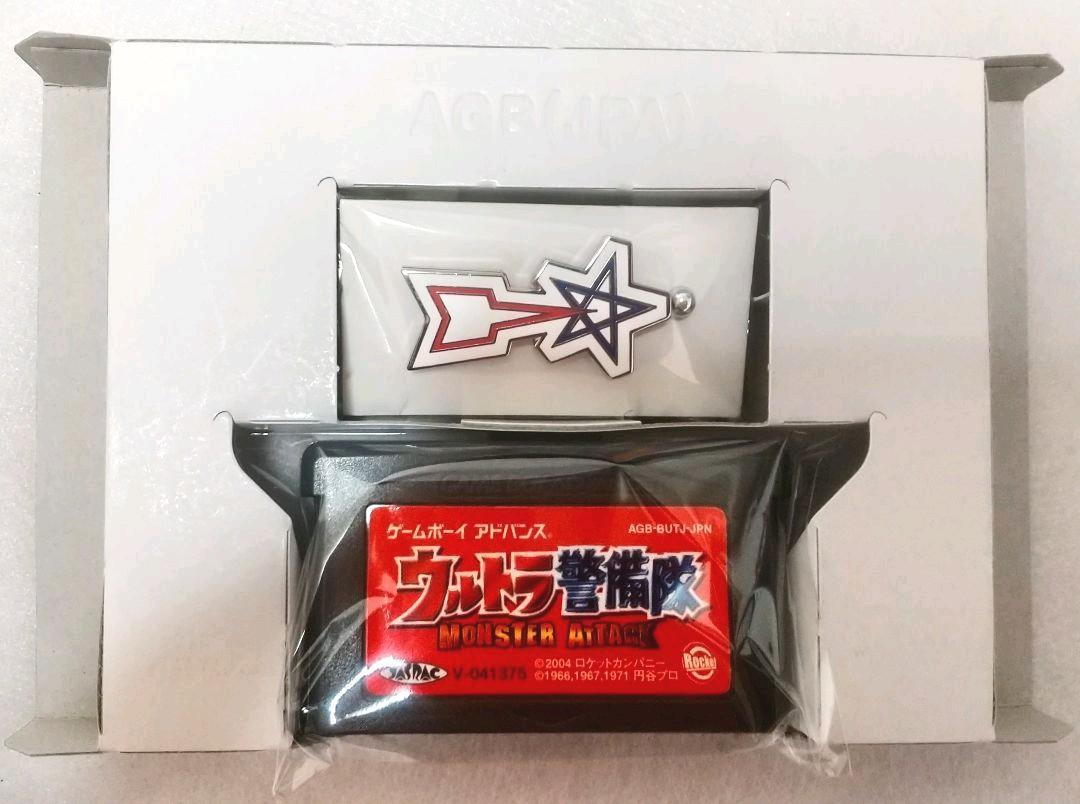 AGB(JPA)
ゲームボーイ アドバンス
AGB-BUTJ-JPN
ウルトラ警備隊
MONSTER ATTACK
JASRAC V-041375
©2004 ロケットカンパニー
©1966,1967,1971 円谷プロ
Rocket